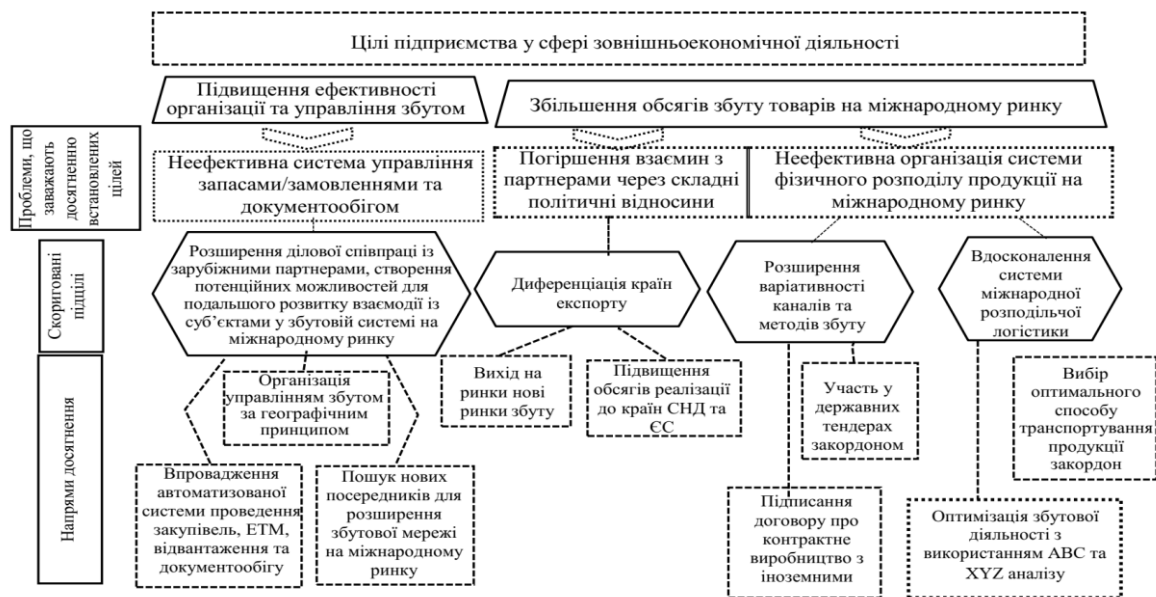 Цілі підприємства у сфері зовнішньоекономічної діяльності
Підвищення ефективності
організації та управління збутом
Збільшення обсягів збуту товарів на міжнародному ринку
Проблеми, що
заважають
досягненню
встановлених
цілей
Неефективна система управління
запасами/замовленнями та
документообігом
Погіршення взаємин з
партнерами через складні
політичні відносини
Неефективна організація системи
фізичного розподілу продукції на
міжнародному ринку
Скориговані
підцілі
Розширення ділової співпраці із
зарубіжними партнерами, створення
потенційних можливостей для
подальшого розвитку взаємодії із
суб’єктами у збутовій системі на
міжнародному ринку
Диференціація країн
експорту
Розширення
варіативності
каналів та
методів збуту
Вдосконалення
системи
міжнародної
розподільчої
логістики
Напрями досягнення
Організація
управлінням збутом
за географічним
принципом
Вихід на
ринки нові
ринки збуту
Підвищення
обсягів реалізації
до країн СНД та
ЄС
Участь у
державних
тендерах
закордоном
Вибір
оптимального
способу
транспортування
продукції
закордон
Впровадження
автоматизованої
системи проведення
закупівель, ЕТМ,
відвантаження та
документообігу
Пошук нових
посередників для
розширення
збутової мережі
на міжнародному
ринку
Підписання
договору про
контрактне
виробництво з
іноземними
Оптимізація збутової
діяльності з
використанням АВС та
XYZ аналізу